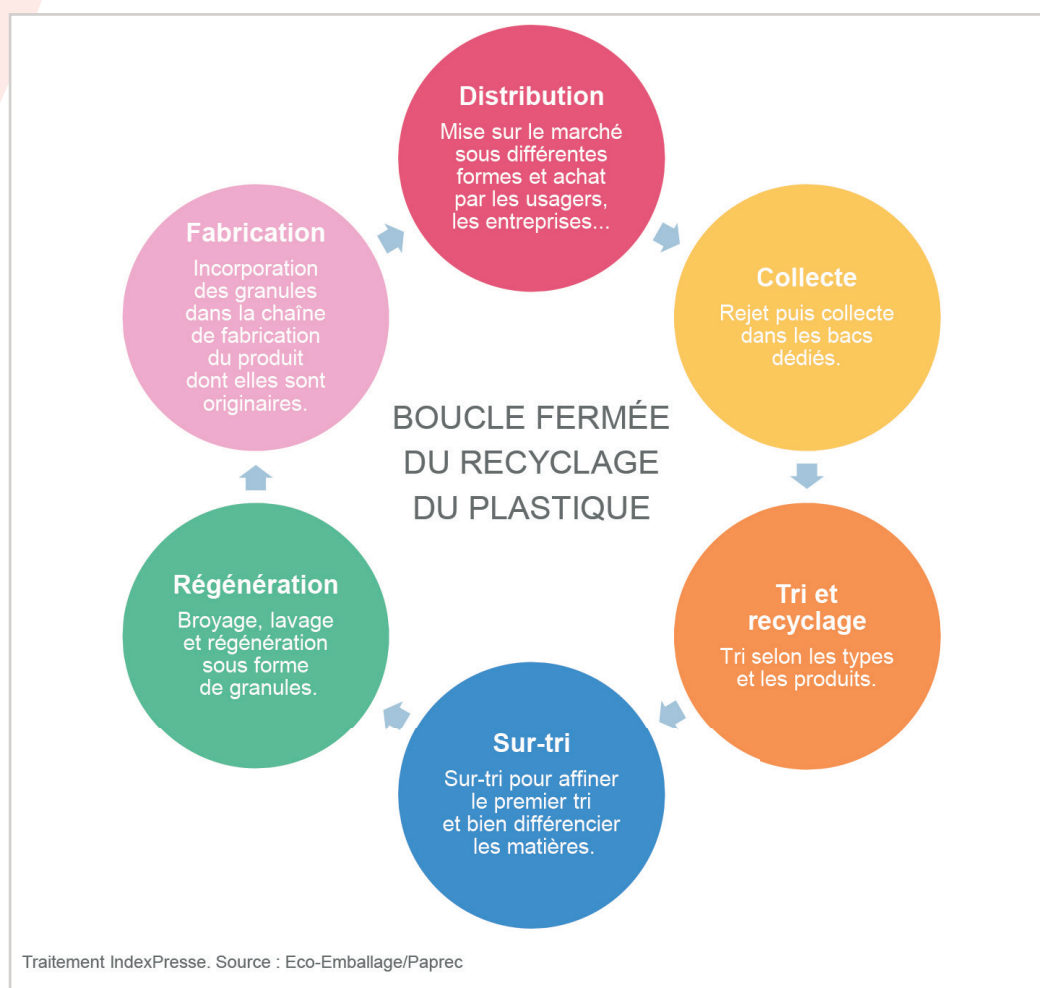 Distribution
Mise sur le marché
sous différentes
formes et achat
par les usagers,
les entreprises...
Collecte
Rejet puis collecte
dans les bacs
dédiés.
Tri et
recyclage
Tri selon les types
et les produits.
Sur-tri
Sur-tri pour affiner
le premier tri
et bien différencier
les matières.
Régénération
Broyage, lavage
et régénération
sous forme
de granules.
Fabrication
Incorporation
des granules
dans la chaîne
de fabrication
du produit
dont elles sont
originaires.
BOUCLE FERMÉE
DU RECYCLAGE
DU PLASTIQUE
Traitement IndexPresse. Source : Eco-Emballage/Paprec